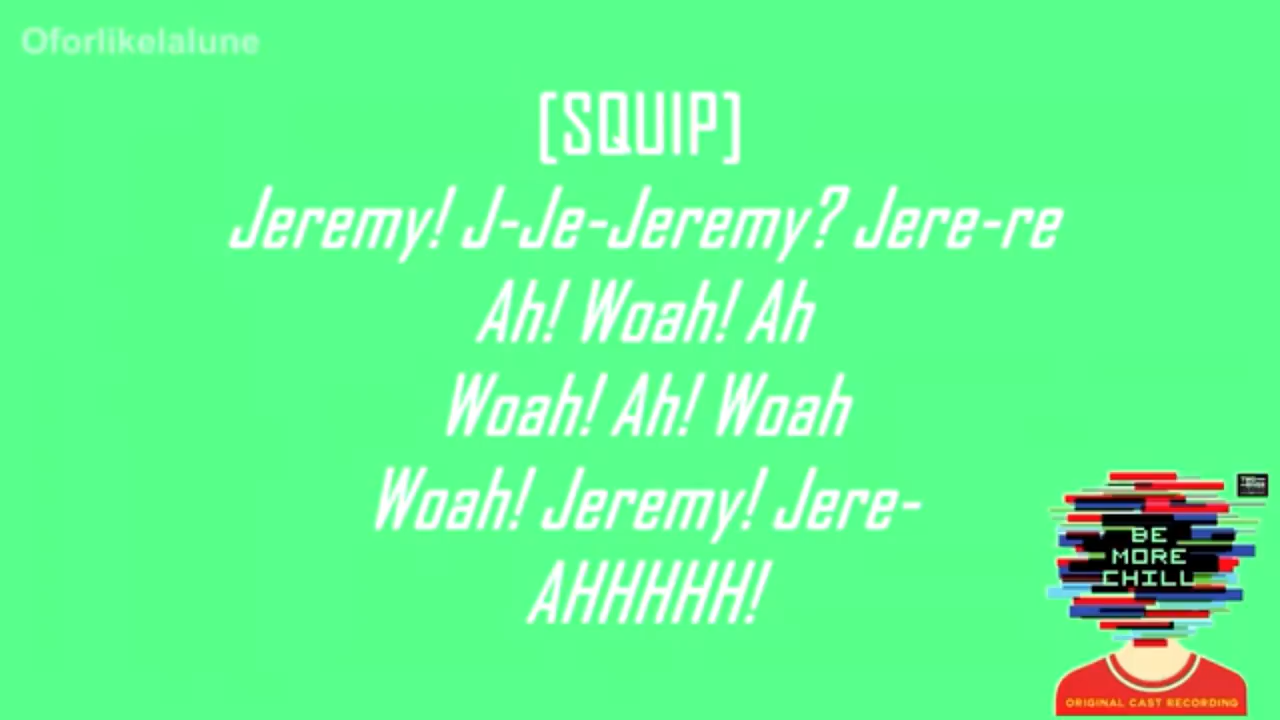 Oforlikelalune
[SQUIP]
Jeremy! J-Je-Jeremy? Jere-re
Ah! Woah! Ah
Woah! Ah! Woah
Woah! Jeremy! Jere-
AHHHHH!
BE
MORE
CHILL
ORIGINAL CAST RECORDING